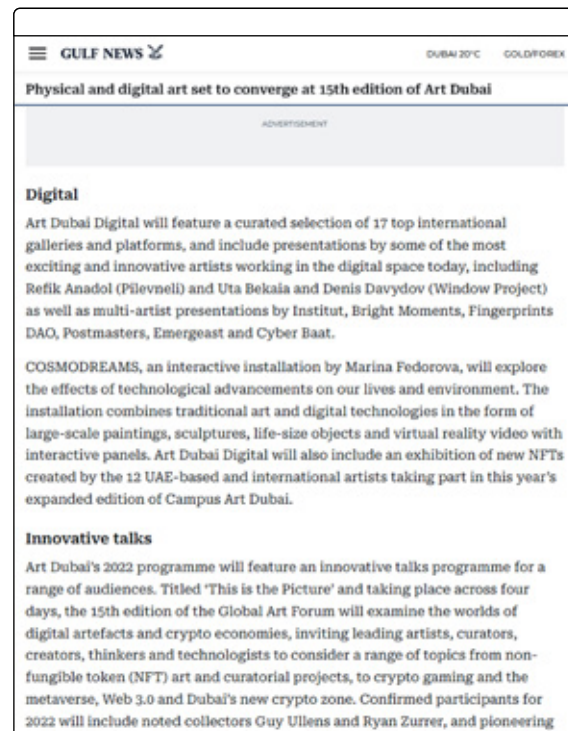 GULF NEWS
DUBAI 20°C GOLD/FOREX
Physical and digital art set to converge at 15th edition of Art Dubai
ADVERTISEMENT
Digital
Art Dubai Digital will feature a curated selection of 17 top international
galleries and platforms, and include presentations by some of the most
exciting and innovative artists working in the digital space today, including
Refik Anadol (Pilevneli) and Uta Bekaia and Denis Davydov (Window Project)
as well as multi-artist presentations by Institut, Bright Moments, Fingerprints
DAO, Postmasters, Emergeast and Cyber Baat.
COSMODREAMS, an interactive installation by Marina Fedorova, will explore
the effects of technological advancements on our lives and environment. The
installation combines traditional art and digital technologies in the form of
large-scale paintings, sculptures, life-size objects and virtual reality video with
interactive panels. Art Dubai Digital will also include an exhibition of new NFTs
created by the 12 UAE-based and international artists taking part in this year's
expanded edition of Campus Art Dubai.
Innovative talks
Art Dubai's 2022 programme will feature an innovative talks programme for a
range of audiences. Titled 'This is the Picture' and taking place across four
days, the 15th edition of the Global Art Forum will examine the worlds of
digital artefacts and crypto economies, inviting leading artists, curators,
creators, thinkers and technologists to consider a range of topics from non-
fungible token (NFT) art and curatorial projects, to crypto gaming and the
metaverse, Web 3.0 and Dubai's new crypto zone. Confirmed participants for
2022 will include noted collectors Guy Ullens and Ryan Zurrer, and pioneering